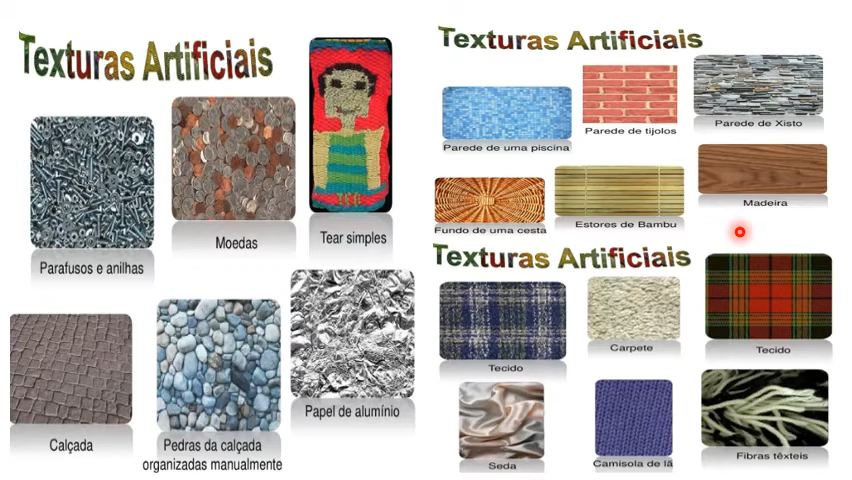 Texturas Artificiais
Parafusos e anilhas
Moedas
Tear simples
Calçada
Pedras da calçada
organizadas manualmente
Papel de alumínio
Texturas Artificiais
Parede de uma piscina
Parede de tijolos
Parede de Xisto
Fundo de uma cesta
Estores de Bambu
Madeira
Texturas Artificiais
Tecido
Carpete
Tecido
Seda
Camisola de lã
Fibras têxteis